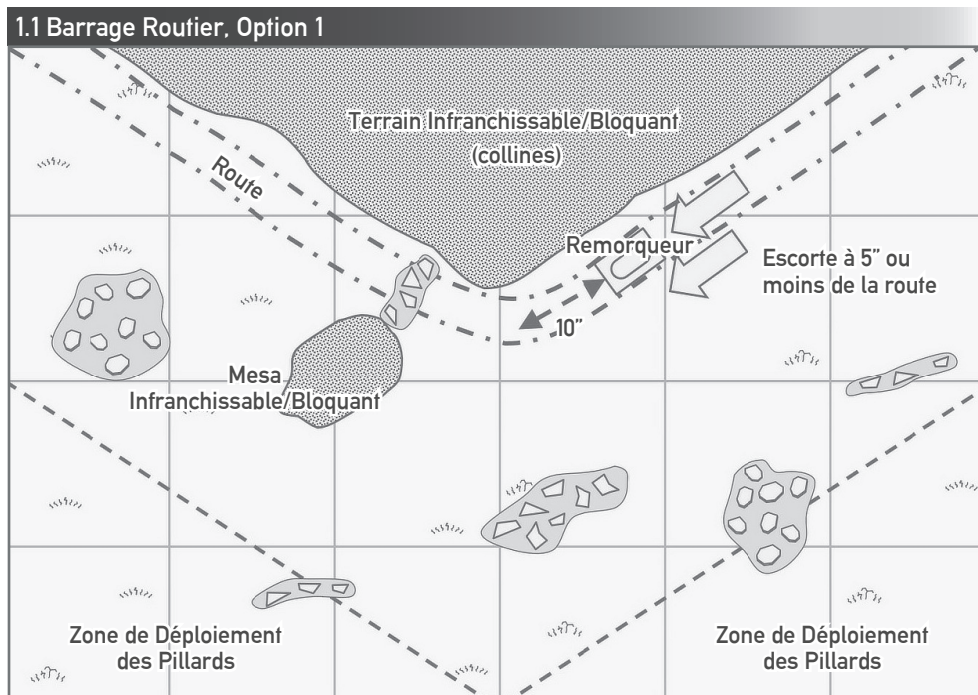 1.1 Barrage Routier, Option 1
Terrain Infranchissable/Bloquant
(collines)
Route
Remorqueur
Escorte à 5” ou
moins de la route
10”
Mesa
Infranchissable/Bloquant
Zone de Déploiement
des Pillards
Zone de Déploiement
des Pillards